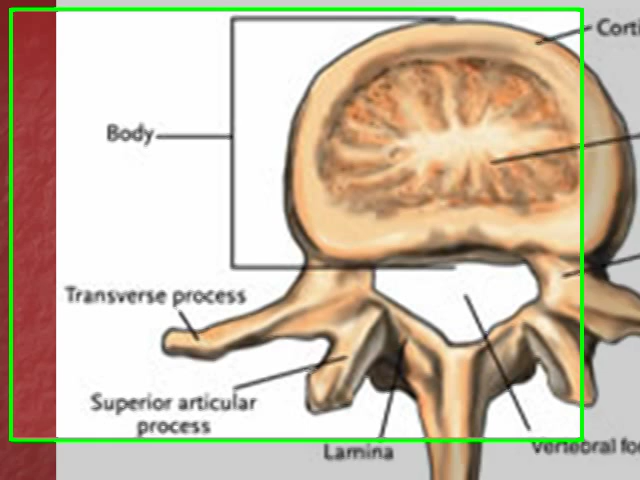 Corti
Body
Transverse process
Superior articular
process
Lamina
Vertebral fo